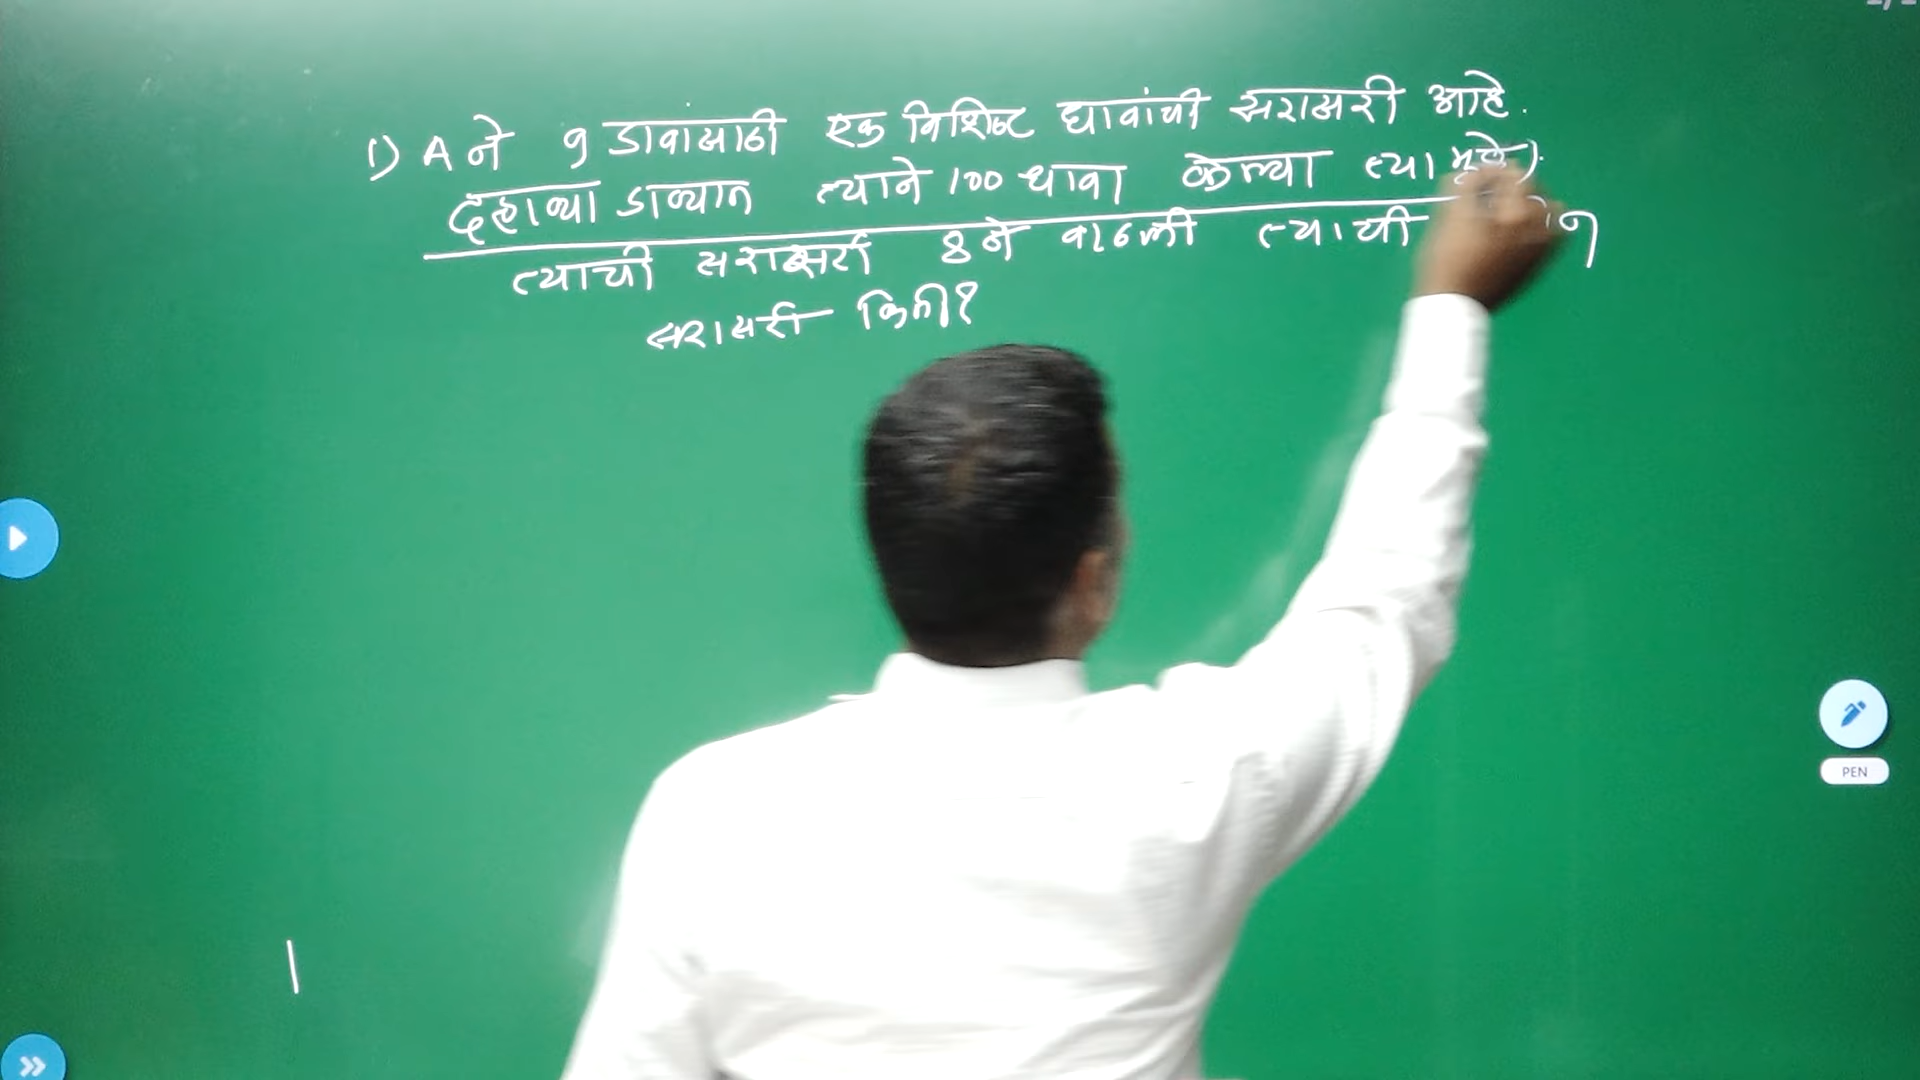 1) A ने 9 डावासाठी एक विशिष्ट धावांची सरासरी आहे.
दहाव्या डाव्यात त्याने 100 धावा केल्या त्या मूळे
त्याची सरासरी 8 ने वाढली त्याची
सरासरी किती?
PEN